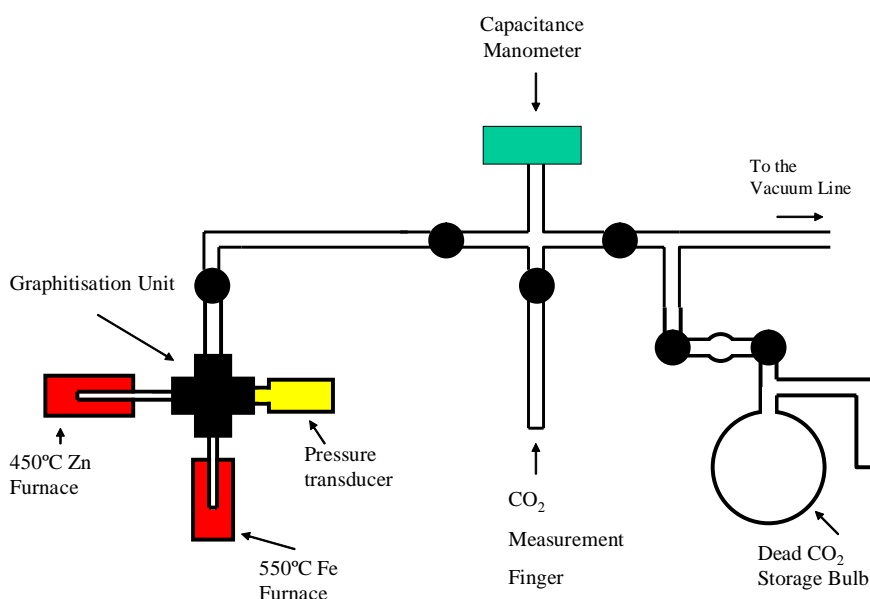 Capacitance
Manometer
To the
Vacuum Line
Graphitisation Unit
450ºC Zn
Furnace
Pressure
transducer
550ºC Fe
Furnace
CO₂
Measurement
Finger
Dead CO₂
Storage Bulb